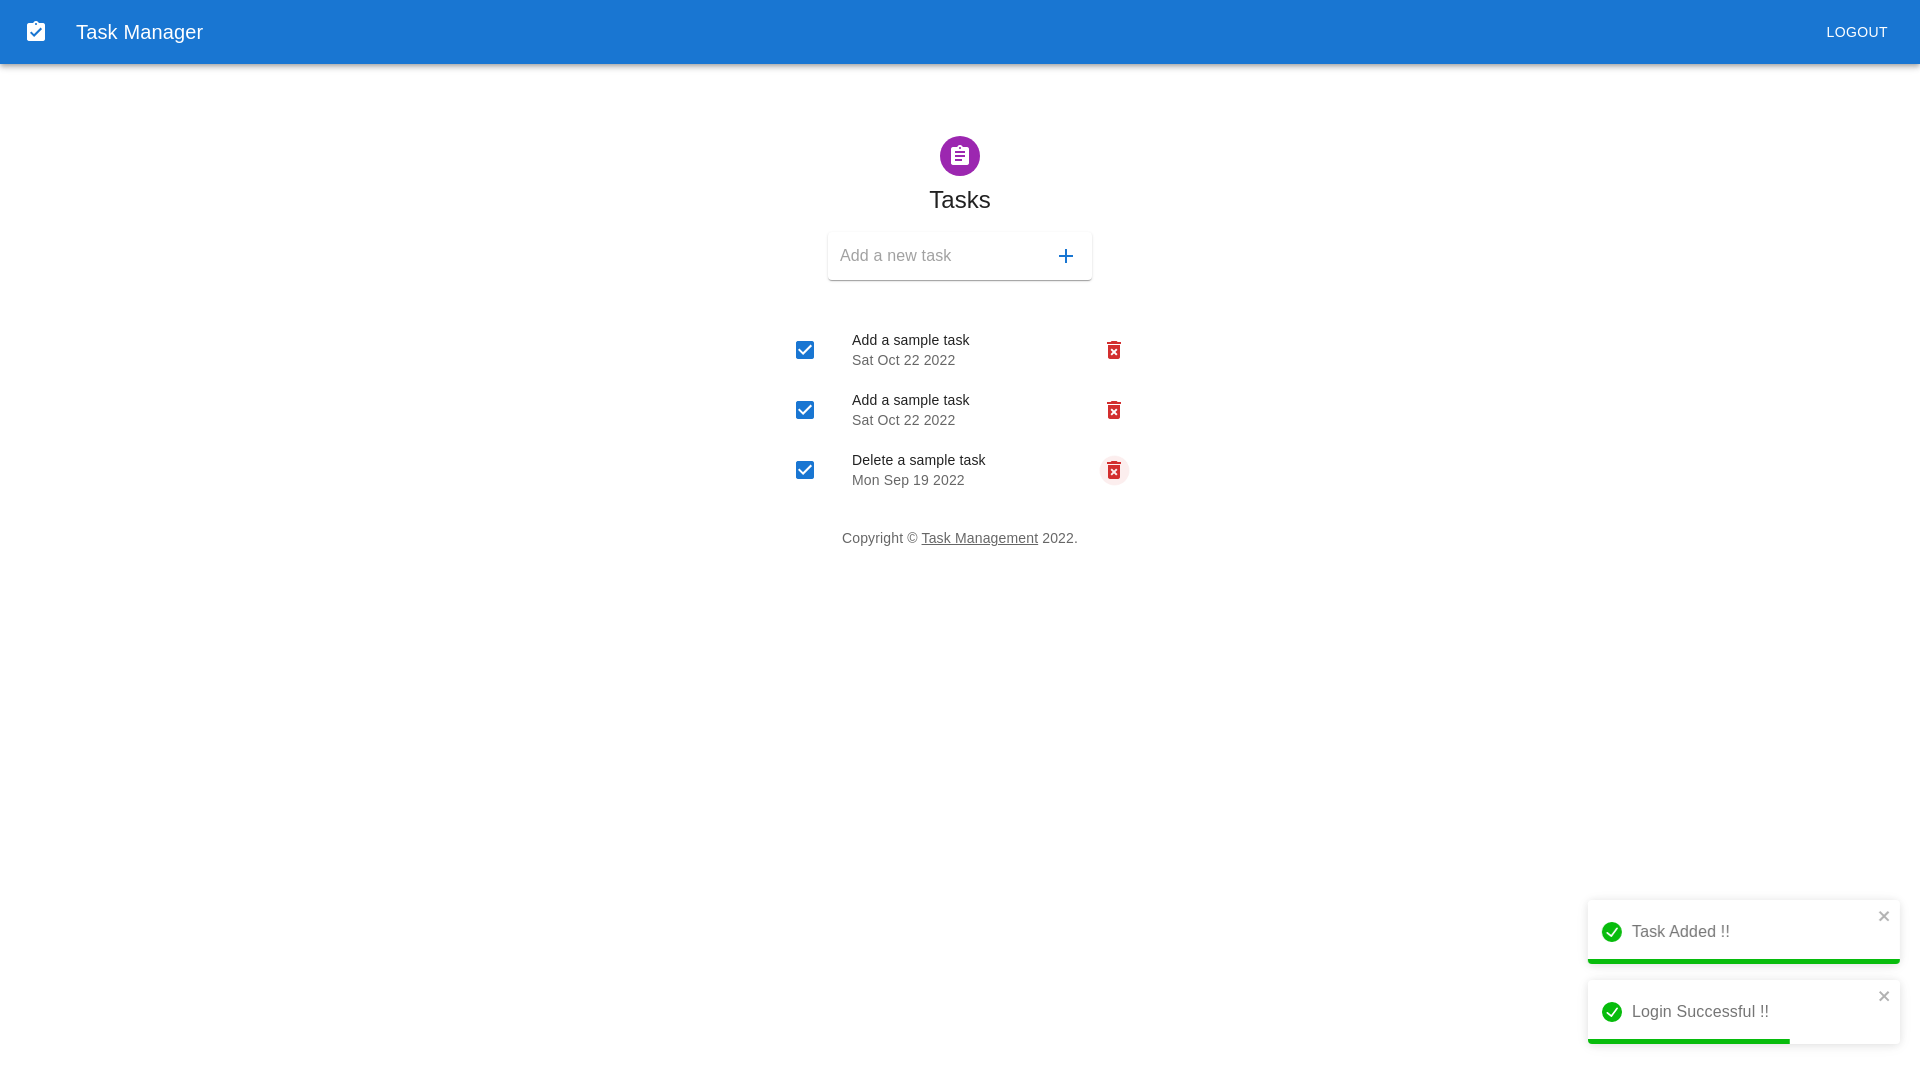 Task Manager
LOGOUT
Tasks
Add a new task
Add a sample task
Sat Oct 22 2022
Add a sample task
Sat Oct 22 2022
Delete a sample task
Mon Sep 19 2022
Copyright © Task Management 2022.
Task Added !!
Login Successful !!